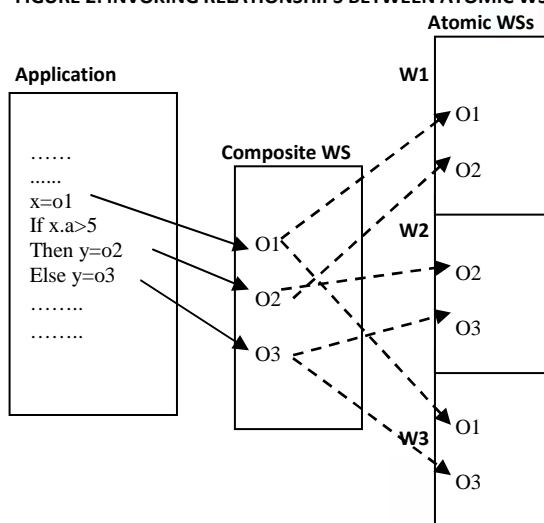 FIGURE 2: INVOKING RELATIONSHIPS BETWEEN ATOMIC WS
Atomic WSs
Application
W1
O1
O2
W2
O2
O3
W3
O1
O3
Composite WS
O1
O2
O3
......
......
x=o1
If x.a>5
Then y=o2
Else y=o3
........
........